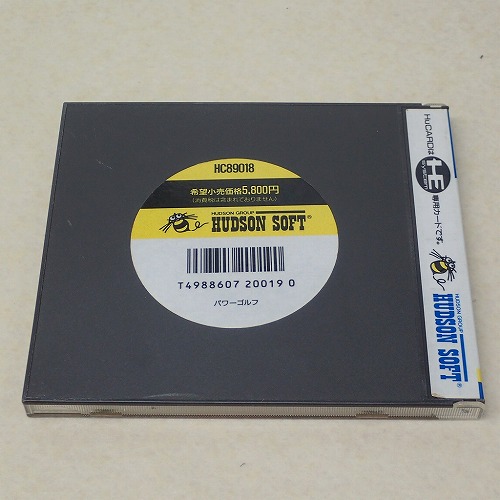 HC89018
希望小売価格5,800円
(消費税は含まれておりません)
HUDSON GROUP
HUDSON SOFT®
T4988607 20019 0
パワーゴルフ
HuCARDは
HE
SYSTEM
専用カードです。
HUDSON GROUP
HUDSON SOFT®